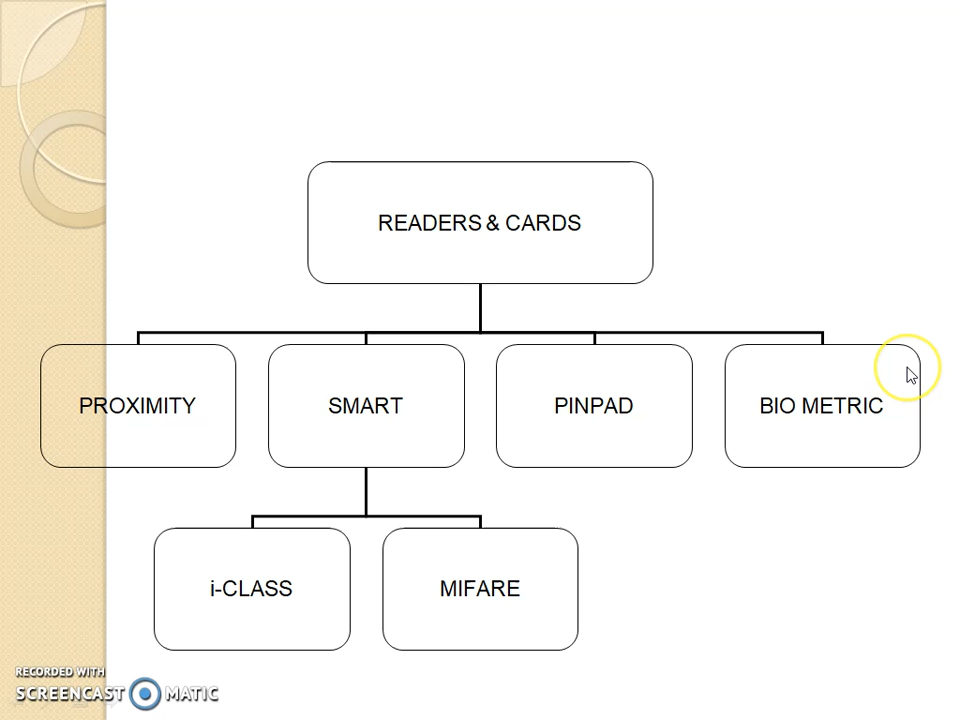 READERS & CARDS
PROXIMITY
SMART
PINPAD
BIO METRIC
i-CLASS
MIFARE
RECORDED WITH
SCREENCAST MATIC